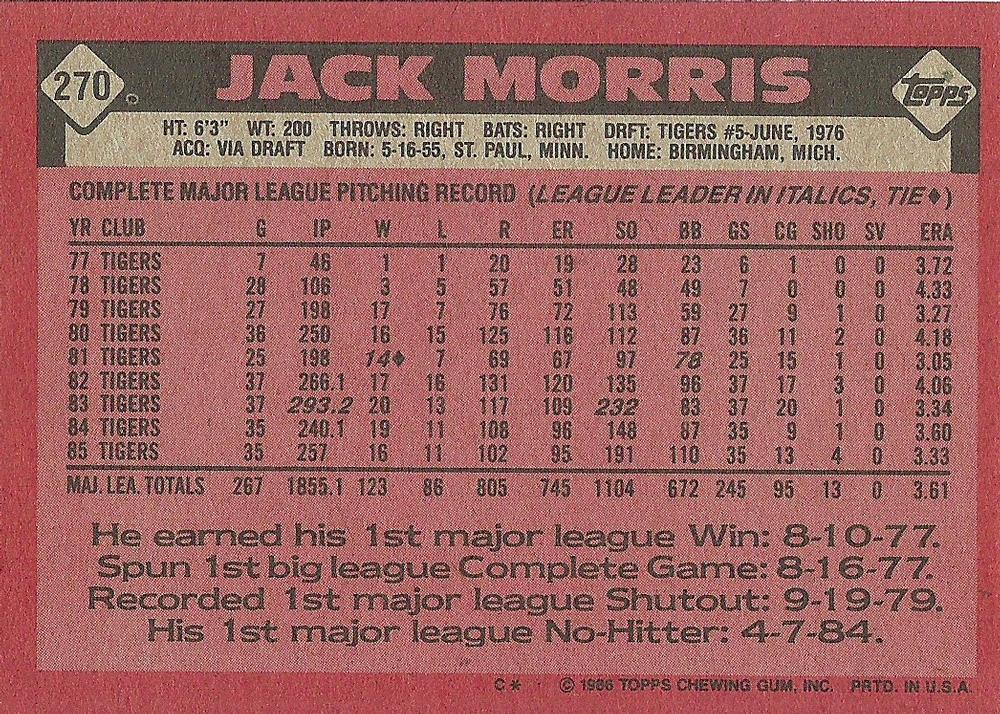 270 JACK MORRIS TOPPS
HT: 6'3" WT: 200 THROWS: RIGHT BATS: RIGHT DRFT: TIGERS #5-JUNE, 1976
ACQ: VIA DRAFT BORN: 5-16-55, ST. PAUL, MINN. HOME: BIRMINGHAM, MICH.
COMPLETE MAJOR LEAGUE PITCHING RECORD (LEAGUE LEADER IN ITALICS, TIE♦)
YR CLUB G IP W L R ER SO BB GS CG SHO SV ERA
77 TIGERS 7 46 1 1 20 19 28 23 6 1 0 0 3.72
78 TIGERS 28 106 3 5 57 51 48 49 7 0 0 0 4.33
79 TIGERS 27 198 17 7 76 72 113 59 27 9 1 0 3.27
80 TIGERS 36 250 16 15 125 116 112 87 36 11 2 0 4.18
81 TIGERS 25 198 14♦ 7 69 67 97 78 25 15 1 0 3.05
82 TIGERS 37 266.1 17 16 131 120 135 96 37 17 3 0 4.06
83 TIGERS 37 293.2 20 13 117 109 232 83 37 20 1 0 3.34
84 TIGERS 35 240.1 19 11 108 96 148 87 35 9 1 0 3.60
85 TIGERS 35 257 16 11 102 95 191 110 35 13 4 0 3.33
MAJ. LEA. TOTALS 267 1855.1 123 86 805 745 1104 672 245 95 13 0 3.61
He earned his 1st major league Win: 8-10-77.
Spun 1st big league Complete Game: 8-16-77.
Recorded 1st major league Shutout: 9-19-79.
His 1st major league No-Hitter: 4-7-84.
C* © 1986 TOPPS CHEWING GUM, INC. PRTD. IN U.S.A.